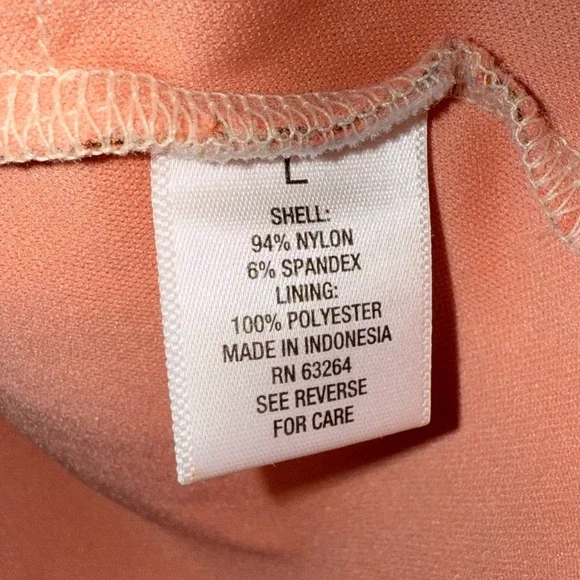 L
SHELL:
94% NYLON
6% SPANDEX
LINING:
100% POLYESTER
MADE IN INDONESIA
RN 63264
SEE REVERSE
FOR CARE